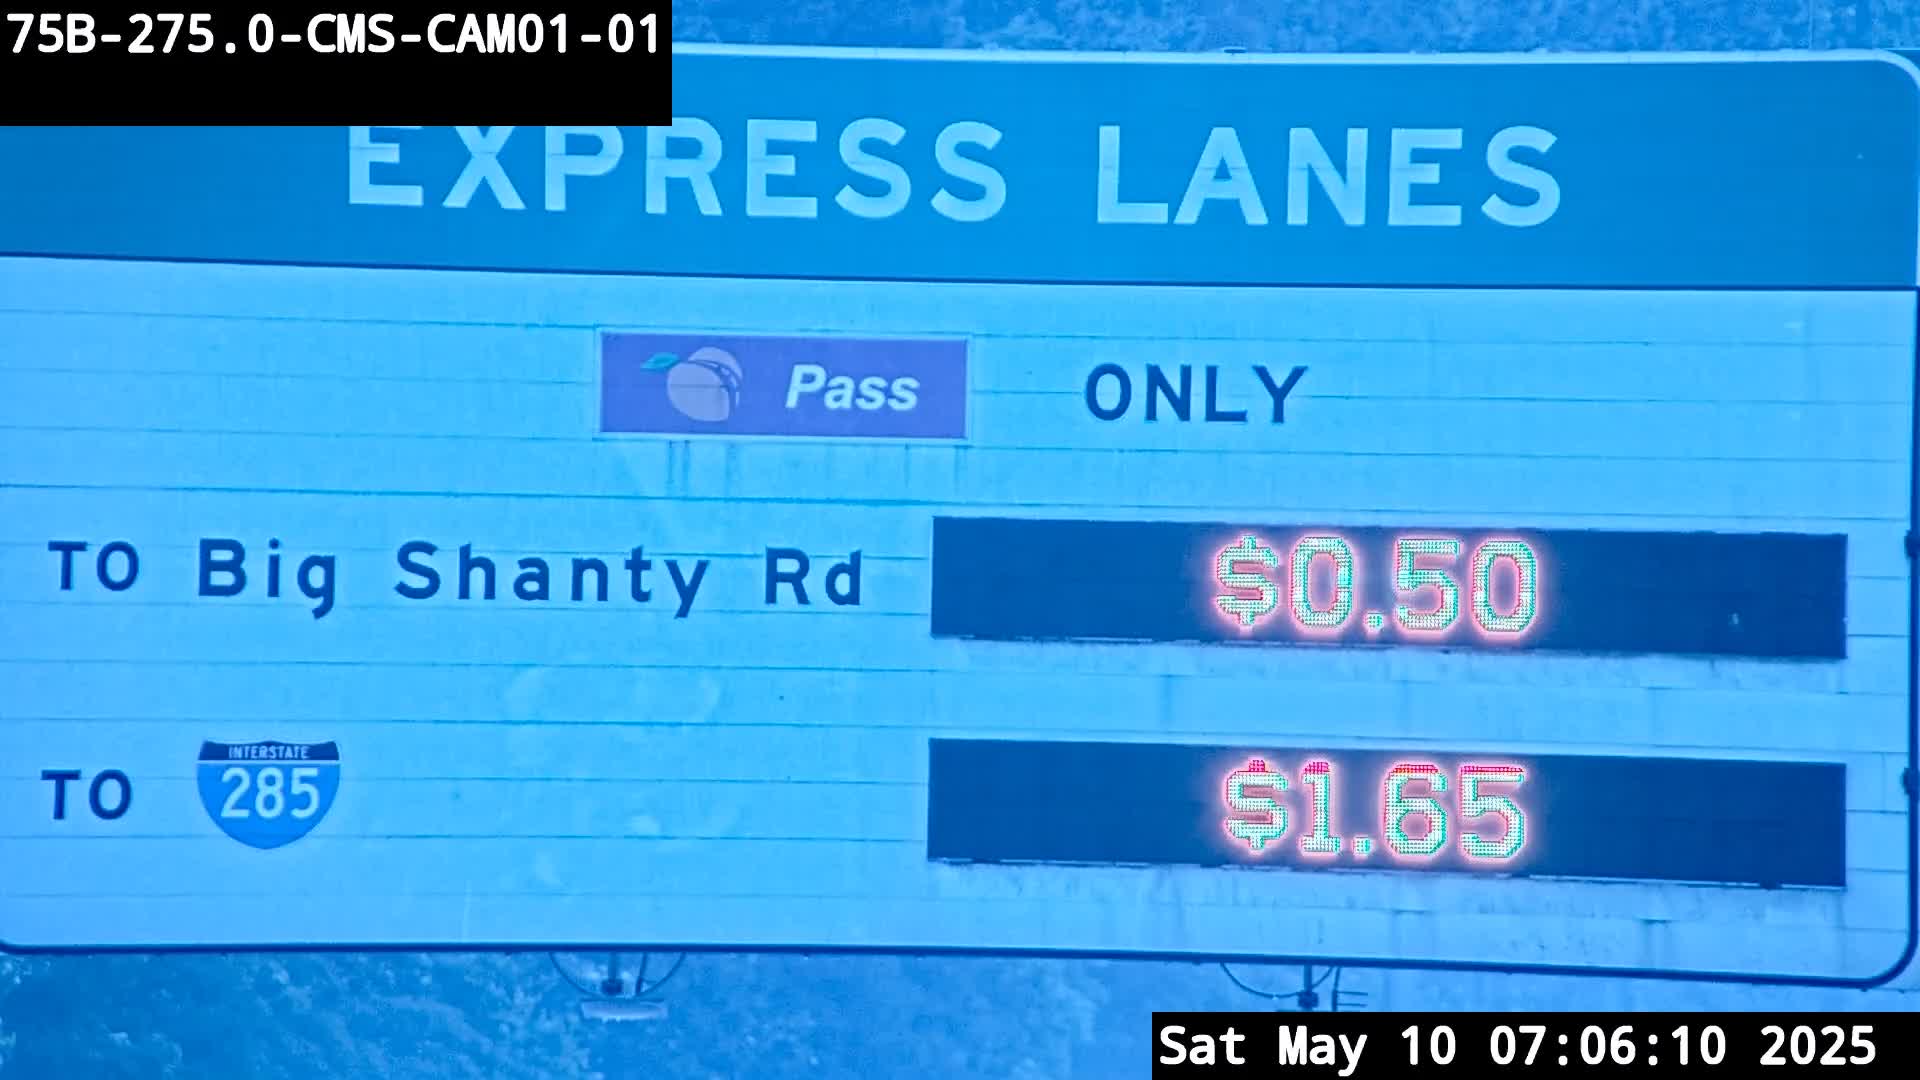 75B-275.0-CMS-CAM01-01
EXPRESS LANES
Pass ONLY
TO Big Shanty Rd $0.50
INTERSTATE
TO 285 $1.65
Sat May 10 07:06:10 2025